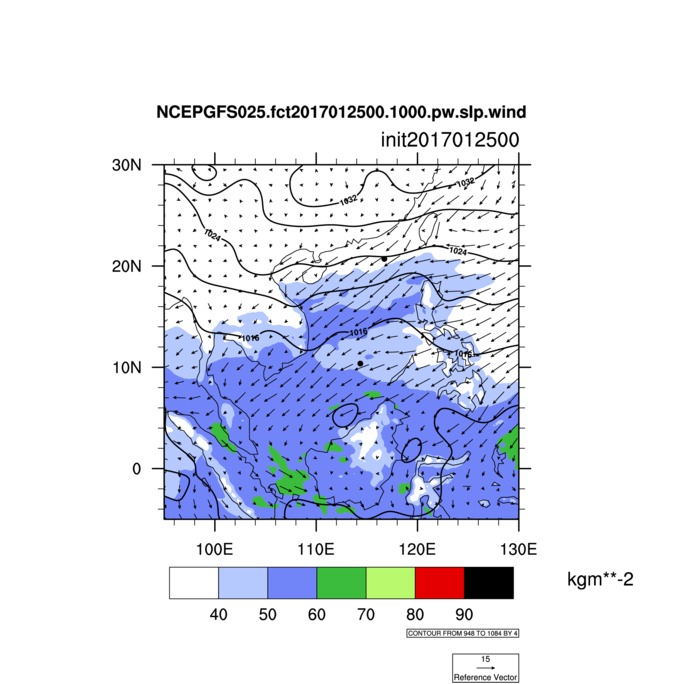 NCEPGFS025.fct2017012500.1000.pw.slp.wind
init2017012500
30N
1032
1032
1024
1024
20N
1016
1016
1016
10N
0
100E
110E
120E
130E
kgm**-2
40
50
60
70
80
90
CONTOUR FROM 948 TO 1084 BY 4
15
Reference Vector